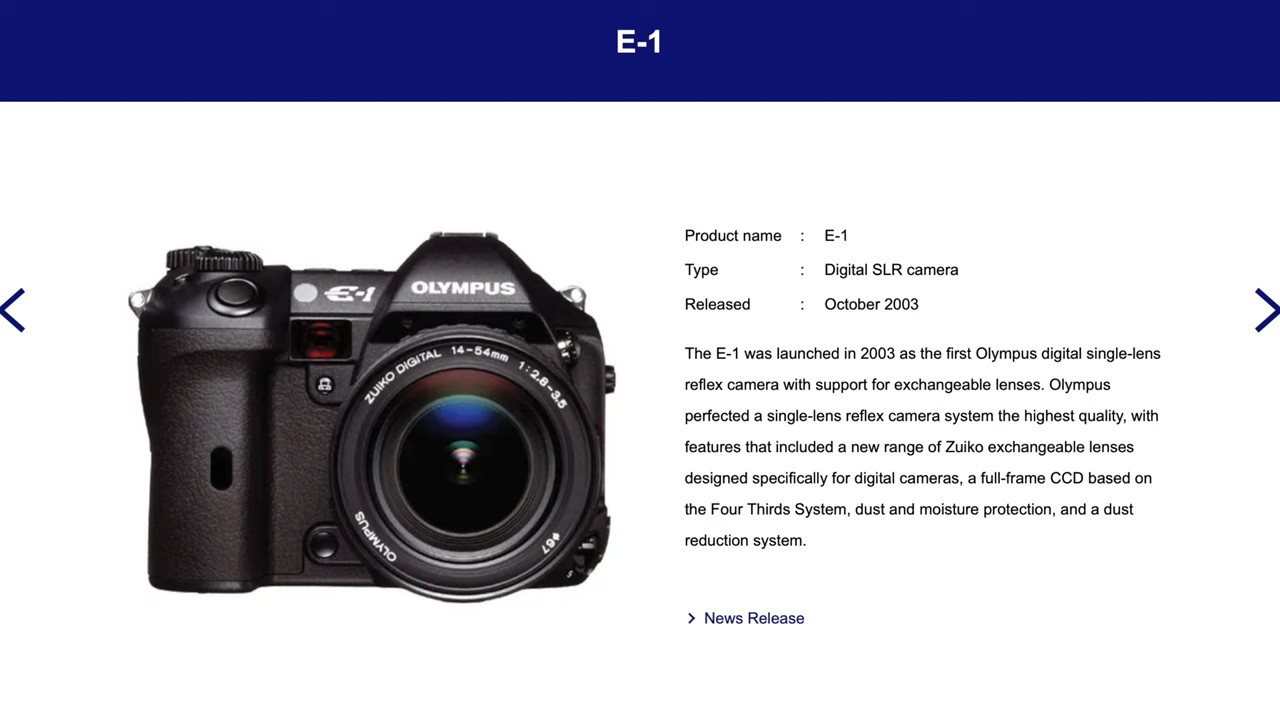 E-1
E-1
OLYMPUS
ZUIKO DIGITAL 14-54mm 1:2.8-3.5
OLYMPUS
ø67
S
Product name : E-1
Type : Digital SLR camera
Released : October 2003
The E-1 was launched in 2003 as the first Olympus digital single-lens
reflex camera with support for exchangeable lenses. Olympus
perfected a single-lens reflex camera system the highest quality, with
features that included a new range of Zuiko exchangeable lenses
designed specifically for digital cameras, a full-frame CCD based on
the Four Thirds System, dust and moisture protection, and a dust
reduction system.
News Release